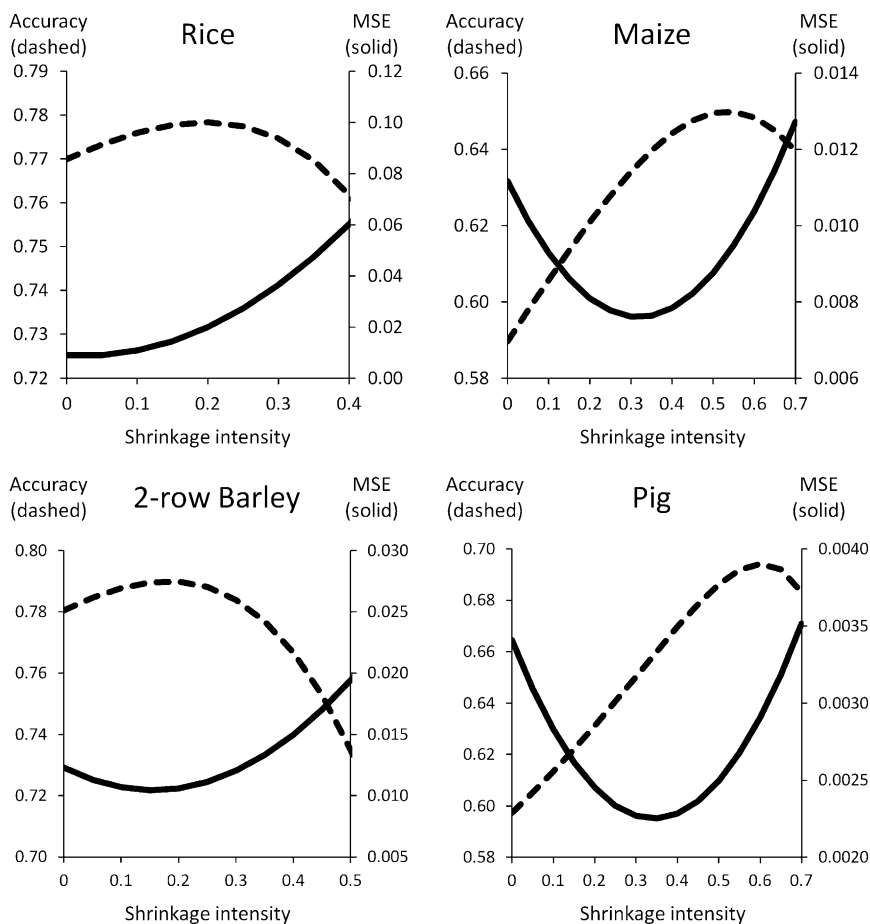 Accuracy
(dashed)
Rice
MSE
(solid)
0.79
0.78
0.77
0.76
0.75
0.74
0.73
0.72
0.12
0.10
0.08
0.06
0.04
0.02
0.00
0 0.1 0.2 0.3 0.4
Shrinkage intensity
Accuracy
(dashed)
Maize
MSE
(solid)
0.66
0.64
0.62
0.60
0.58
0.014
0.012
0.010
0.008
0.006
0 0.1 0.2 0.3 0.4 0.5 0.6 0.7
Shrinkage intensity
Accuracy
(dashed)
2-row Barley
MSE
(solid)
0.80
0.78
0.76
0.74
0.72
0.70
0.030
0.025
0.020
0.015
0.010
0.005
0 0.1 0.2 0.3 0.4 0.5
Shrinkage intensity
Accuracy
(dashed)
Pig
MSE
(solid)
0.70
0.68
0.66
0.64
0.62
0.60
0.58
0.0040
0.0035
0.0030
0.0025
0.0020
0 0.1 0.2 0.3 0.4 0.5 0.6 0.7
Shrinkage intensity